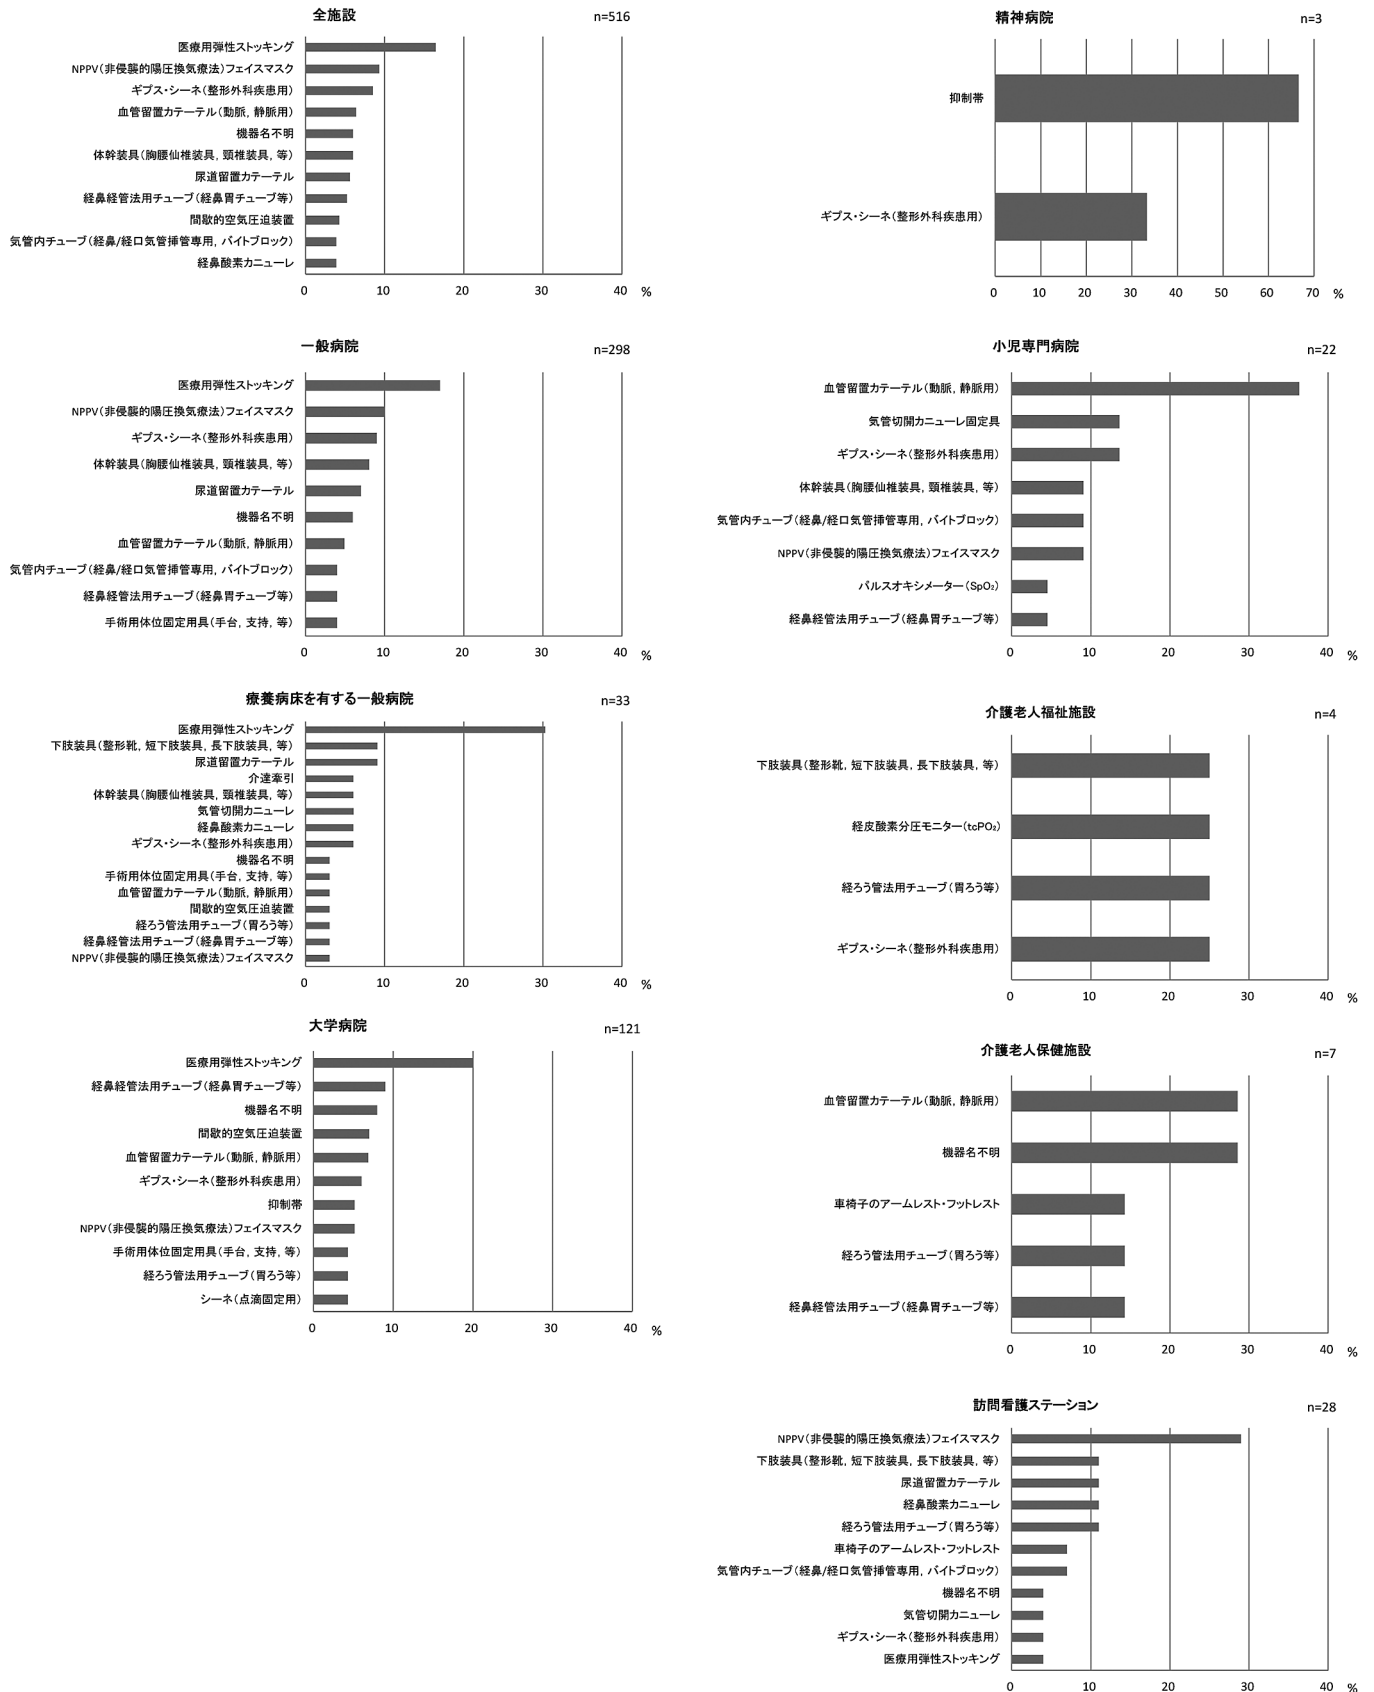 全施設
n=516
医療用弾性ストッキング
NPPV(非侵襲的陽圧換気療法)フェイスマスク
ギプス・シーネ(整形外科疾患用)
血管留置カテーテル(動脈, 静脈用)
機器名不明
体幹装具(胸腰仙椎装具, 頸椎装具, 等)
尿道留置カテーテル
経鼻経管法用チューブ(経鼻胃チューブ等)
間歇的空気圧迫装置
気管内チューブ(経鼻/経口気管挿管専用, バイトブロック)
経鼻酸素カニューレ
0 10 20 30 40 %
一般病院
n=298
医療用弾性ストッキング
NPPV(非侵襲的陽圧換気療法)フェイスマスク
ギプス・シーネ(整形外科疾患用)
体幹装具(胸腰仙椎装具, 頸椎装具, 等)
尿道留置カテーテル
機器名不明
血管留置カテーテル(動脈, 静脈用)
気管内チューブ(経鼻/経口気管挿管専用, バイトブロック)
経鼻経管法用チューブ(経鼻胃チューブ等)
手術用体位固定用具(手台, 支持, 等)
0 10 20 30 40 %
療養病床を有する一般病院
n=33
医療用弾性ストッキング
下肢装具(整形靴, 短下肢装具, 長下肢装具, 等)
尿道留置カテーテル
介達牽引
体幹装具(胸腰仙椎装具, 頸椎装具, 等)
気管切開カニューレ
経鼻酸素カニューレ
ギプス・シーネ(整形外科疾患用)
機器名不明
手術用体位固定用具(手台, 支持, 等)
血管留置カテーテル(動脈, 静脈用)
間歇的空気圧迫装置
経ろう管法用チューブ(胃ろう等)
経鼻経管法用チューブ(経鼻胃チューブ等)
NPPV(非侵襲的陽圧換気療法)フェイスマスク
0 10 20 30 40 %
大学病院
n=121
医療用弾性ストッキング
経鼻経管法用チューブ(経鼻胃チューブ等)
機器名不明
間歇的空気圧迫装置
血管留置カテーテル(動脈, 静脈用)
ギプス・シーネ(整形外科疾患用)
抑制帯
NPPV(非侵襲的陽圧換気療法)フェイスマスク
手術用体位固定用具(手台, 支持, 等)
経ろう管法用チューブ(胃ろう等)
シーネ(点滴固定用)
0 10 20 30 40 %
精神病院
n=3
抑制帯
ギプス・シーネ(整形外科疾患用)
0 10 20 30 40 50 60 70 %
小児専門病院
n=22
血管留置カテーテル(動脈, 静脈用)
気管切開カニューレ固定具
ギプス・シーネ(整形外科疾患用)
体幹装具(胸腰仙椎装具, 頸椎装具, 等)
気管内チューブ(経鼻/経口気管挿管専用, バイトブロック)
NPPV(非侵襲的陽圧換気療法)フェイスマスク
パルスオキシメーター(SpO₂)
経鼻経管法用チューブ(経鼻胃チューブ等)
0 10 20 30 40 %
介護老人福祉施設
n=4
下肢装具(整形靴, 短下肢装具, 長下肢装具, 等)
経皮酸素分圧モニター(tcPO₂)
経ろう管法用チューブ(胃ろう等)
ギプス・シーネ(整形外科疾患用)
0 10 20 30 40 %
介護老人保健施設
n=7
血管留置カテーテル(動脈, 静脈用)
機器名不明
車椅子のアームレスト・フットレスト
経ろう管法用チューブ(胃ろう等)
経鼻経管法用チューブ(経鼻胃チューブ等)
0 10 20 30 40 %
訪問看護ステーション
n=28
NPPV(非侵襲的陽圧換気療法)フェイスマスク
下肢装具(整形靴, 短下肢装具, 長下肢装具, 等)
尿道留置カテーテル
経鼻酸素カニューレ
経ろう管法用チューブ(胃ろう等)
車椅子のアームレスト・フットレスト
気管内チューブ(経鼻/経口気管挿管専用, バイトブロック)
機器名不明
気管切開カニューレ
ギプス・シーネ(整形外科疾患用)
医療用弾性ストッキング
0 10 20 30 40 %